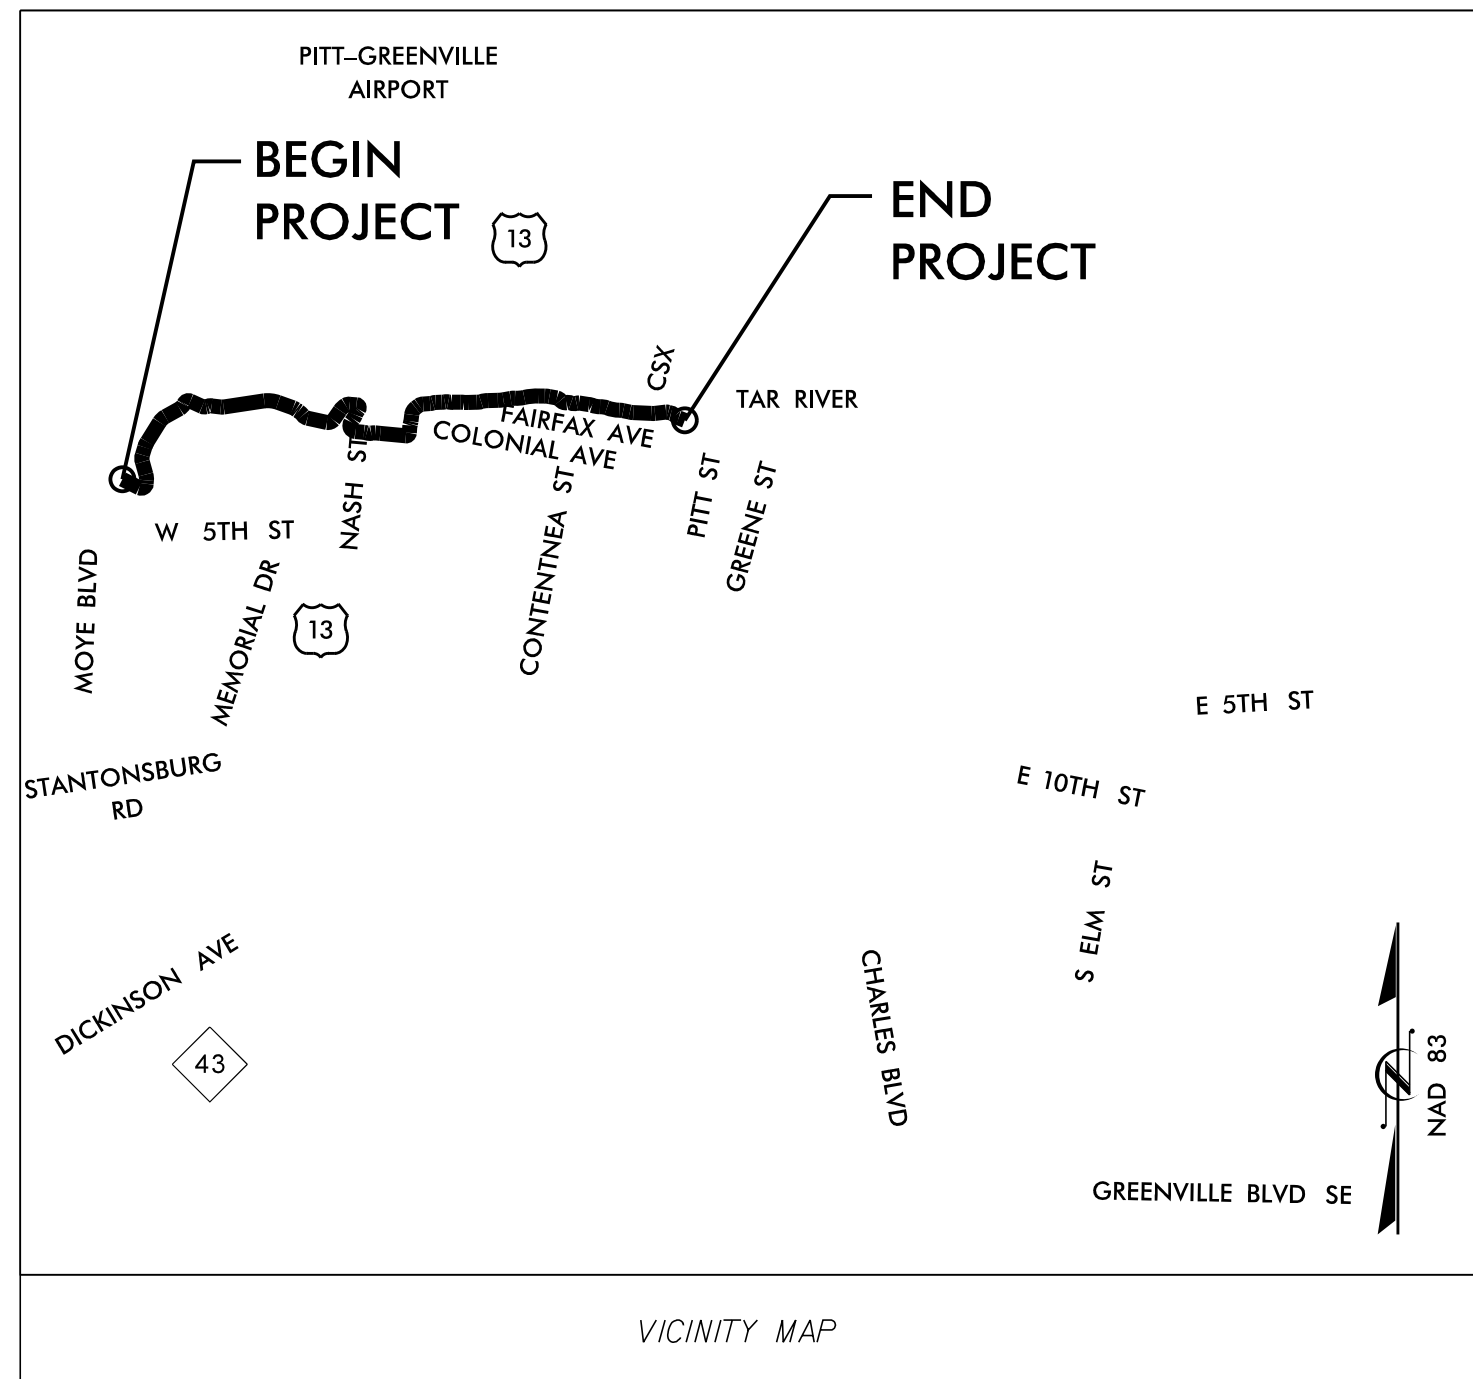 PITT–GREENVILLE
AIRPORT
BEGIN
PROJECT
13
END
PROJECT
CSX
TAR RIVER
FAIRFAX AVE
COLONIAL AVE
NASH ST
CONTENTNEA ST
PITT ST
GREENE ST
W 5TH ST
MOYE BLVD
MEMORIAL DR
13
E 5TH ST
STANTONSBURG
RD
E 10TH ST
S ELM ST
DICKINSON AVE
43
CHARLES BLVD
N
NAD 83
GREENVILLE BLVD SE
VICINITY MAP